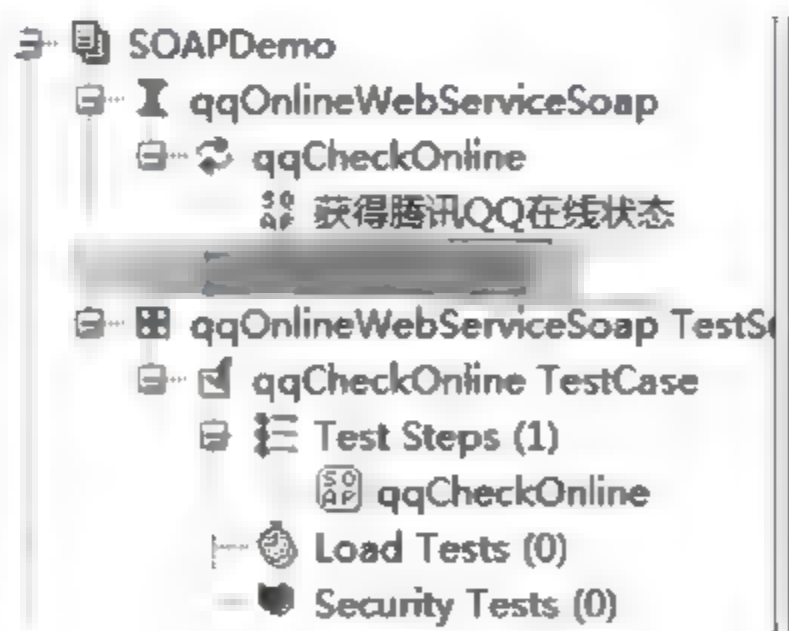 SOAPDemo
qqOnlineWebServiceSoap
qqCheckOnline
获得腾讯QQ在线状态
qqOnlineWebServiceSoap TestSe
qqCheckOnline TestCase
Test Steps (1)
qqCheckOnline
Load Tests (0)
Security Tests (0)